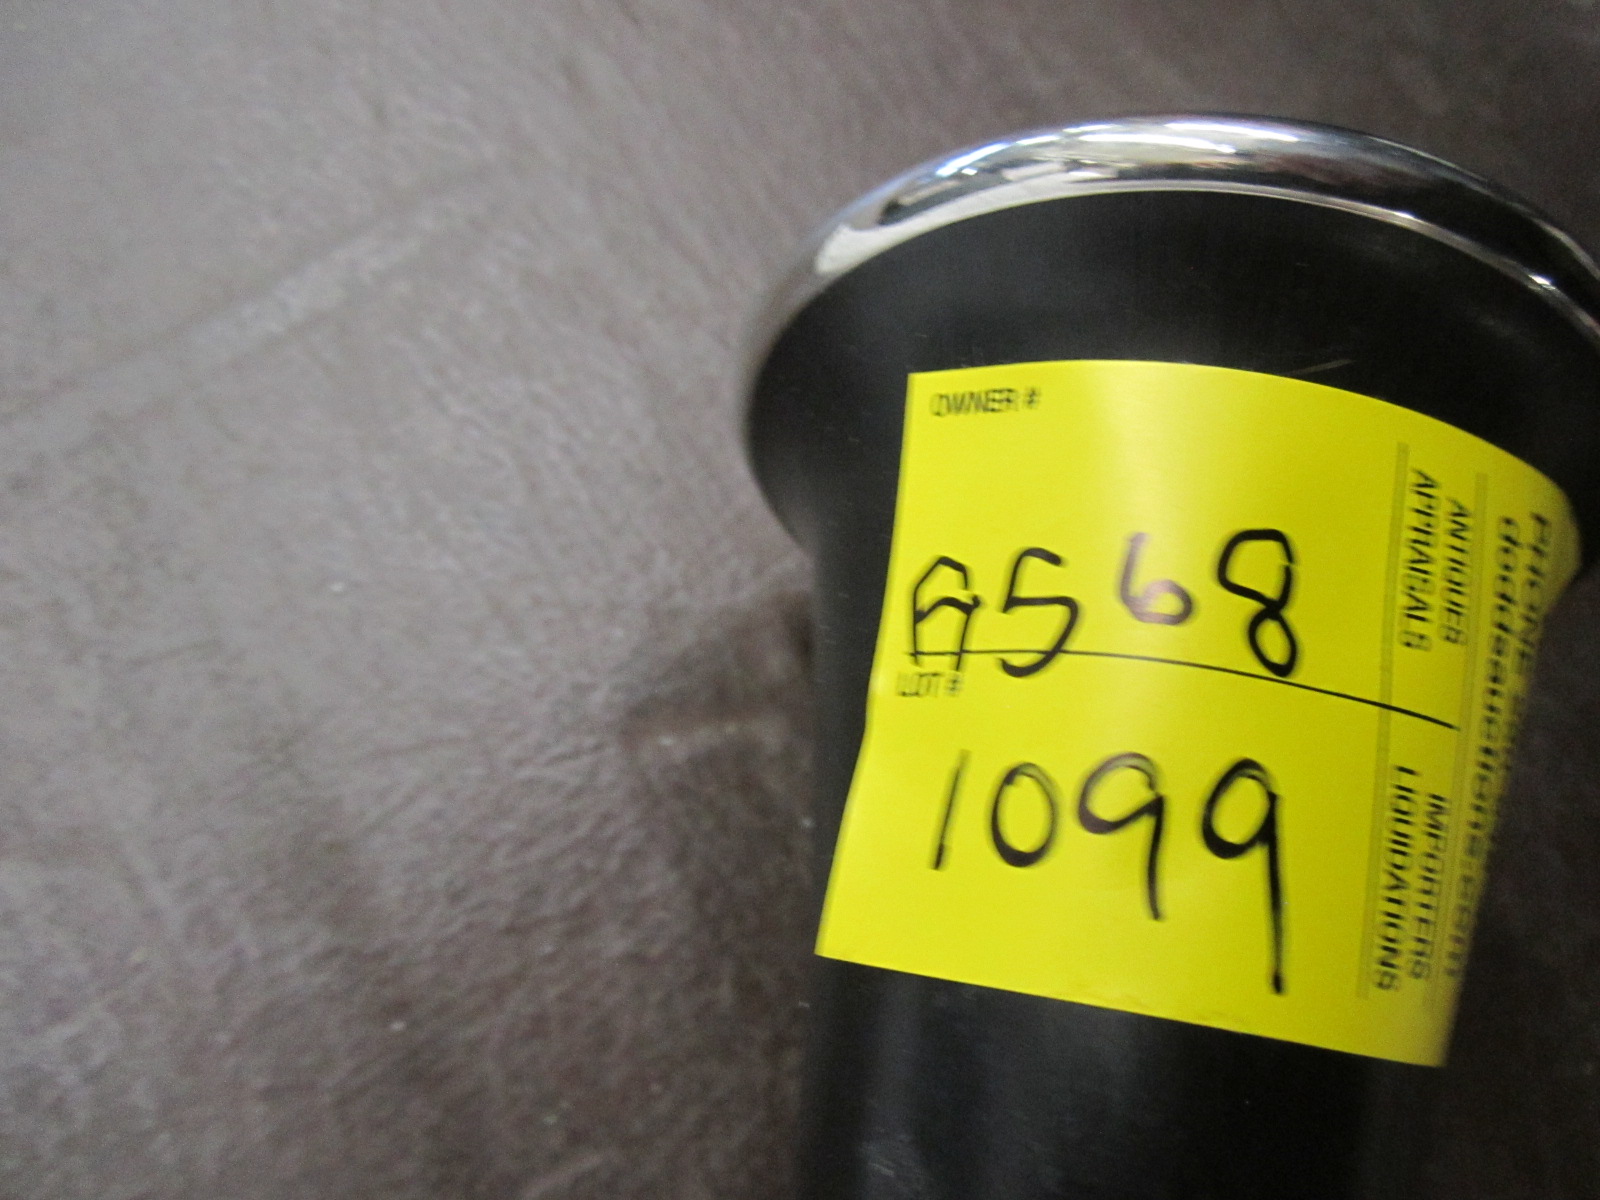 OWNER #
A568
LOT #
1099
ANTIQUES
APPRAISALS
IMPORTERS
LIQUIDATIONS